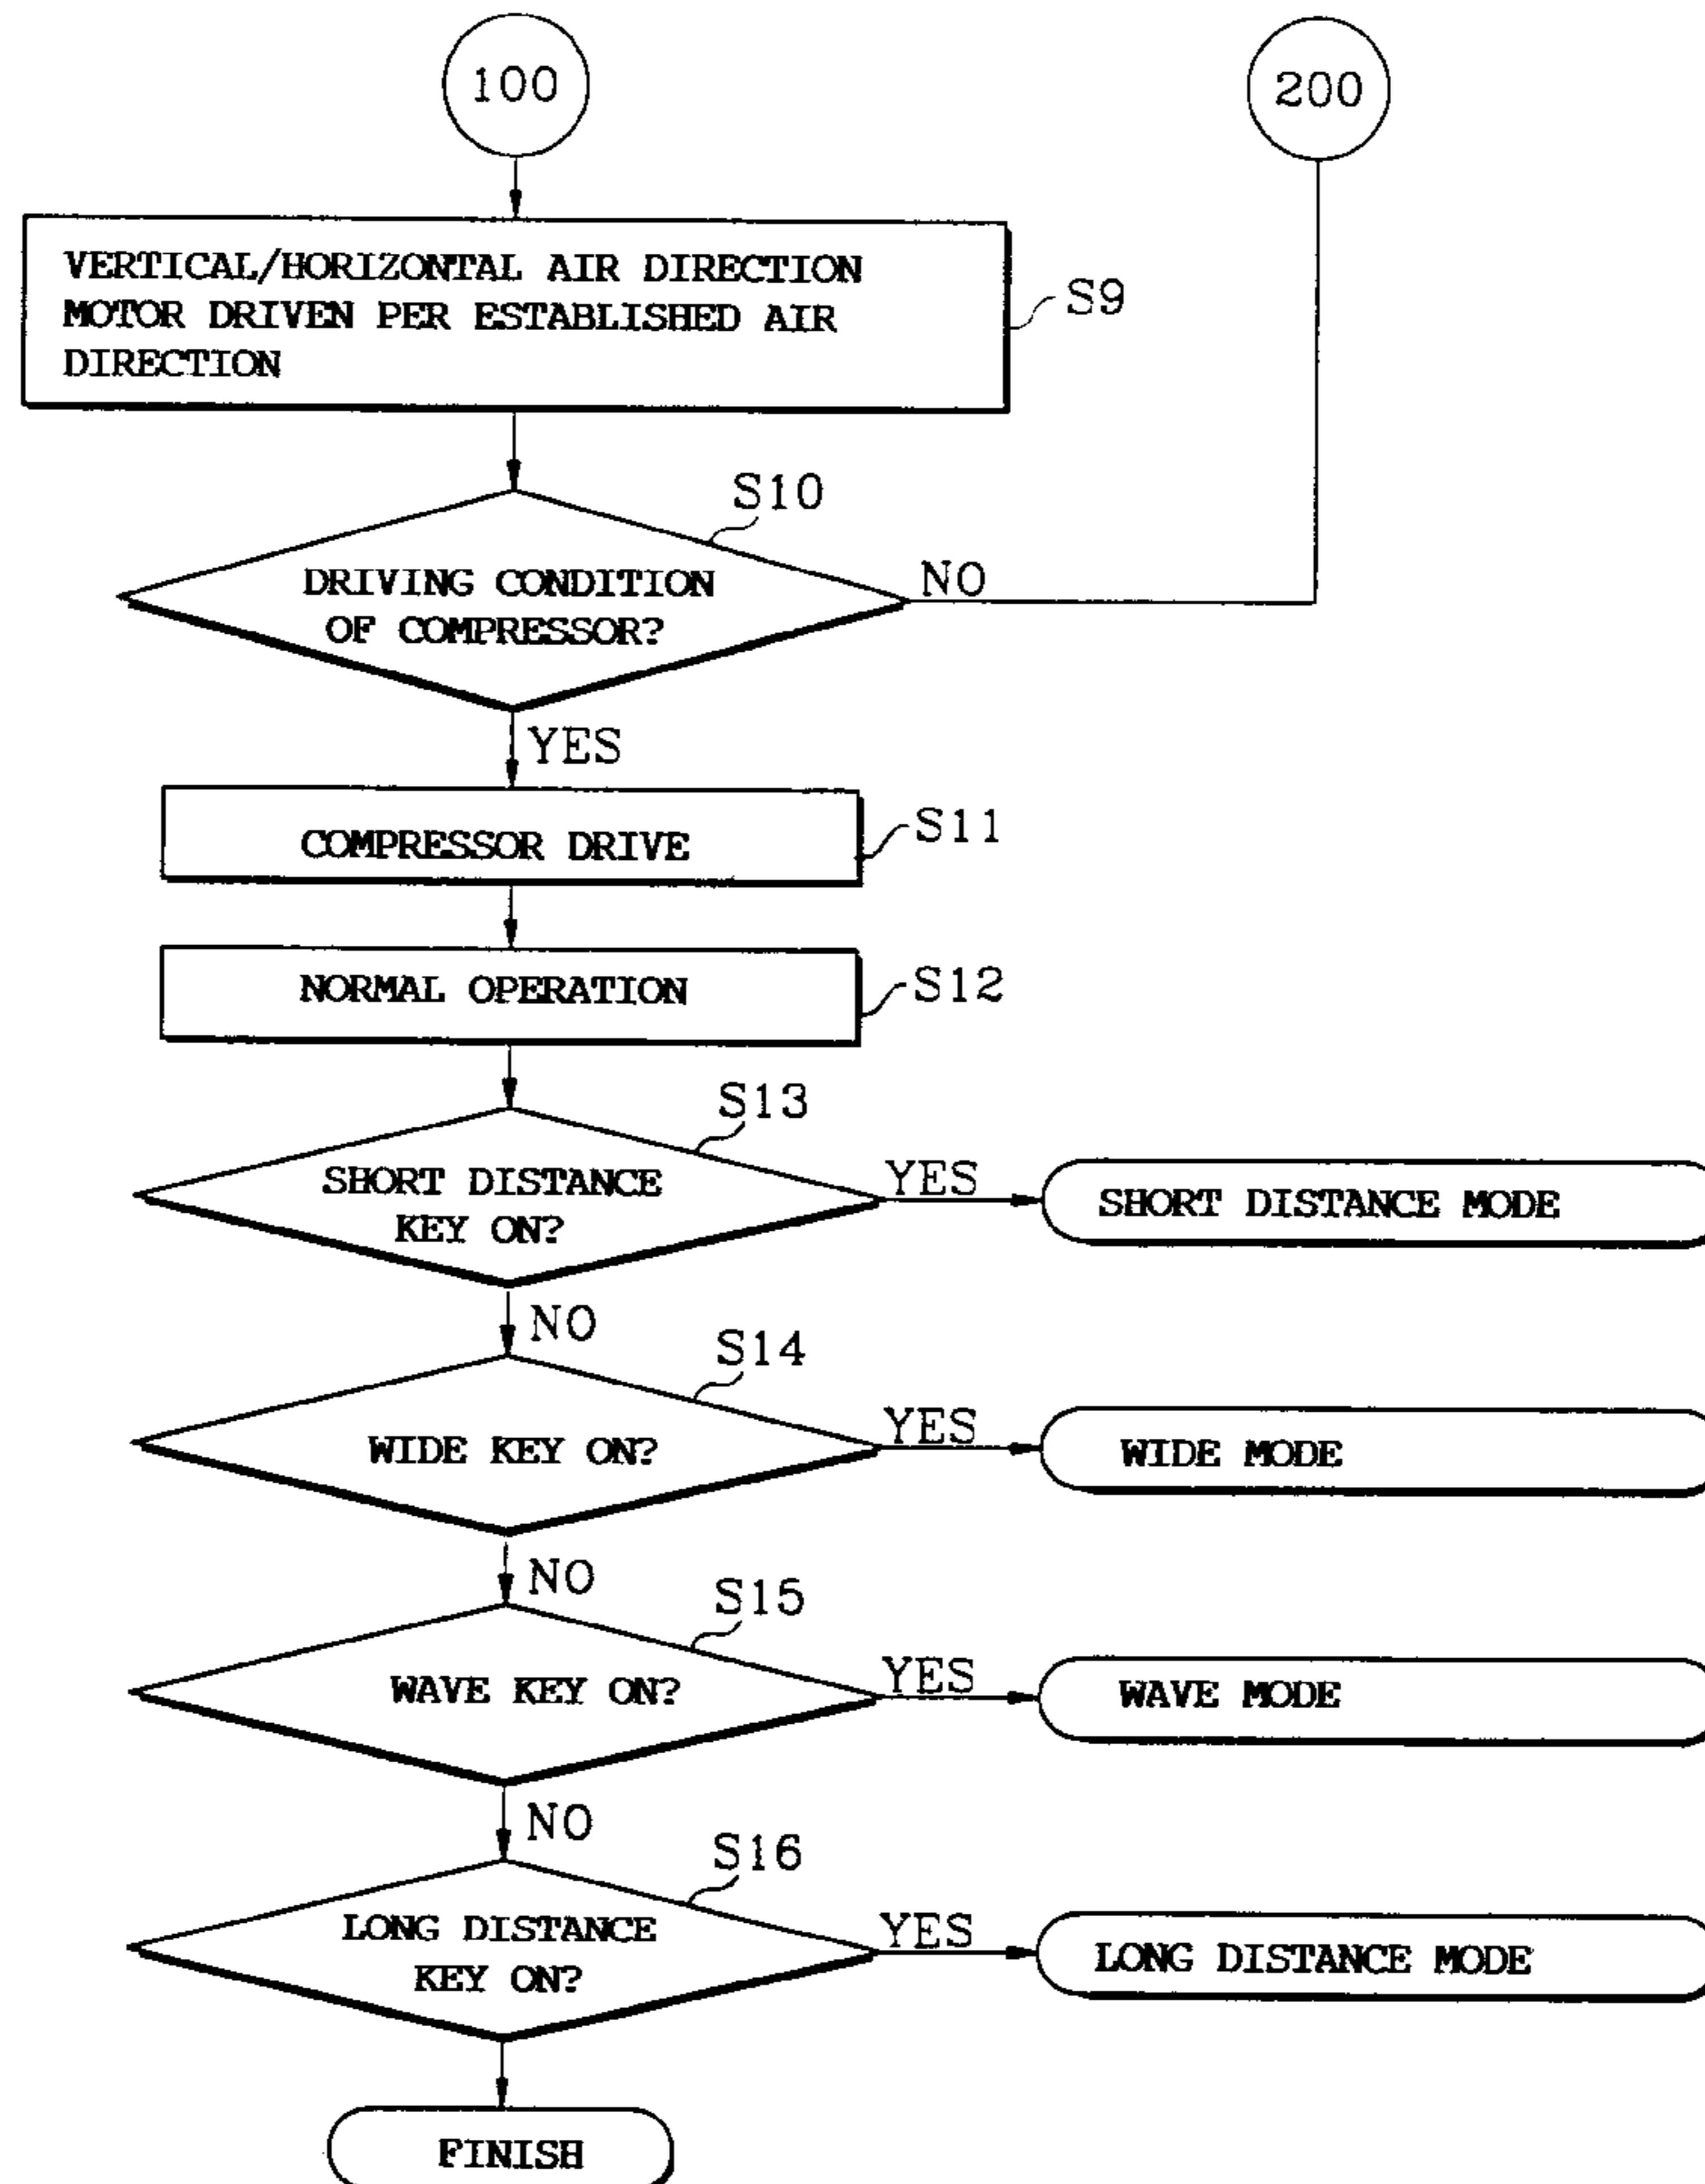 100
200
VERTICAL/HORIZONTAL AIR DIRECTION
MOTOR DRIVEN PER ESTABLISHED AIR
DIRECTION
S9
S10
DRIVING CONDITION
OF COMPRESSOR?
NO
YES
COMPRESSOR DRIVE
S11
NORMAL OPERATION
S12
S13
SHORT DISTANCE
KEY ON?
YES
SHORT DISTANCE MODE
NO
S14
WIDE KEY ON?
YES
WIDE MODE
NO
S15
WAVE KEY ON?
YES
WAVE MODE
NO
S16
LONG DISTANCE
KEY ON?
YES
LONG DISTANCE MODE
FINISH